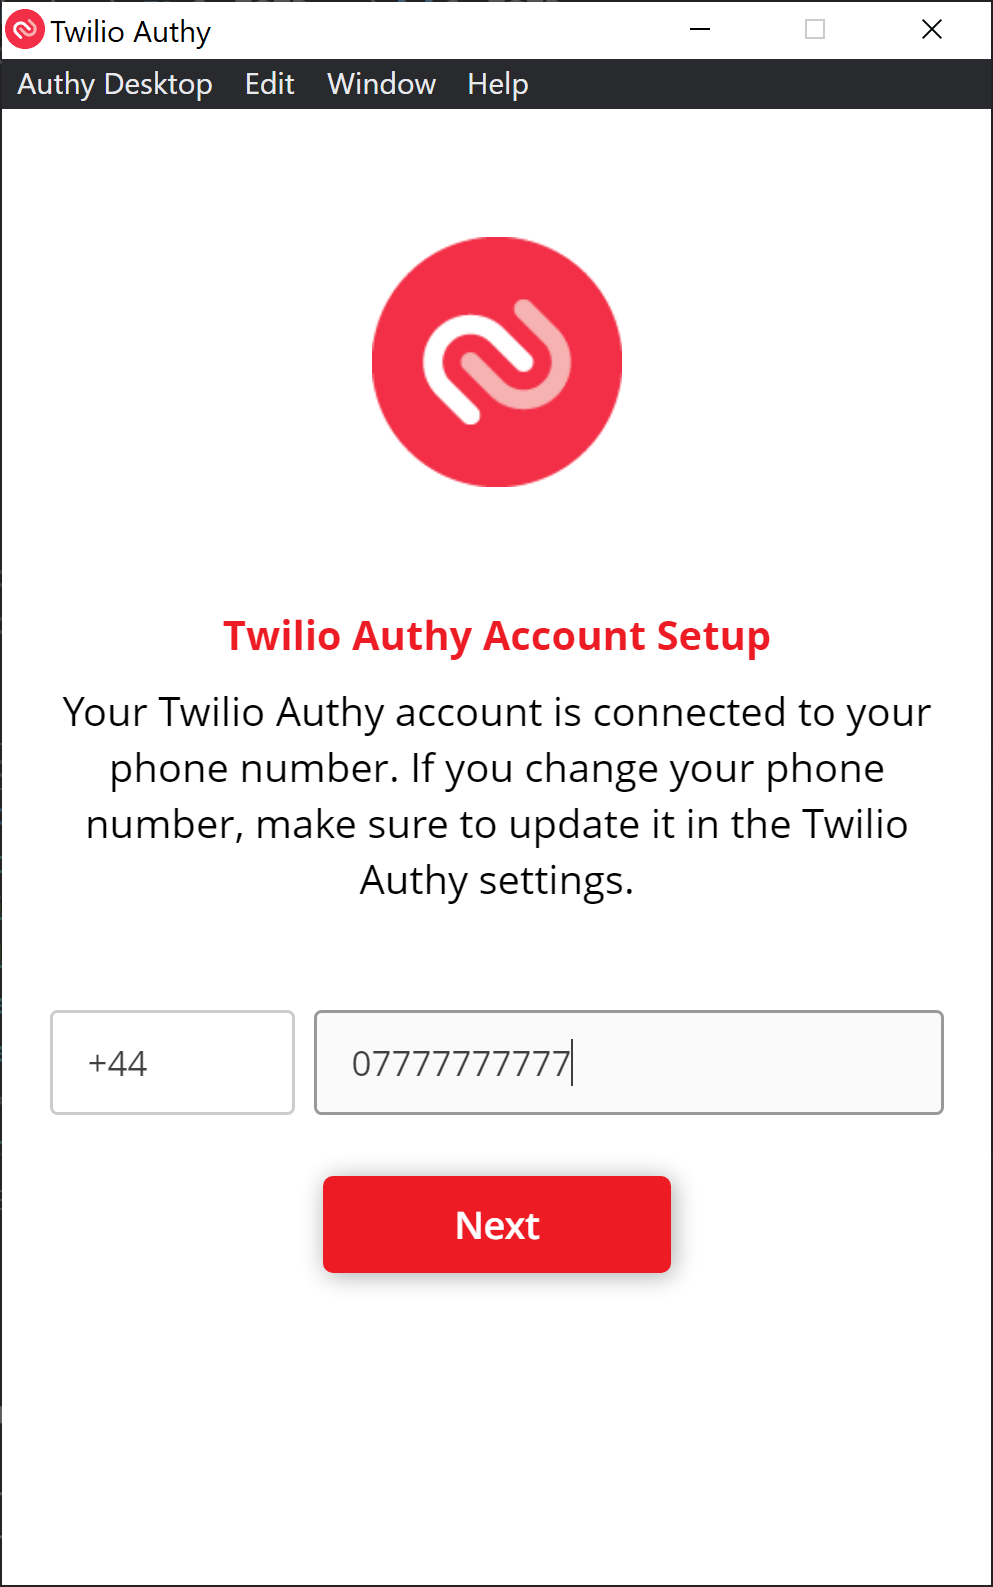 Twilio Authy
Authy Desktop Edit Window Help
Twilio Authy Account Setup
Your Twilio Authy account is connected to your
phone number. If you change your phone
number, make sure to update it in the Twilio
Authy settings.
+44 07777777777
Next